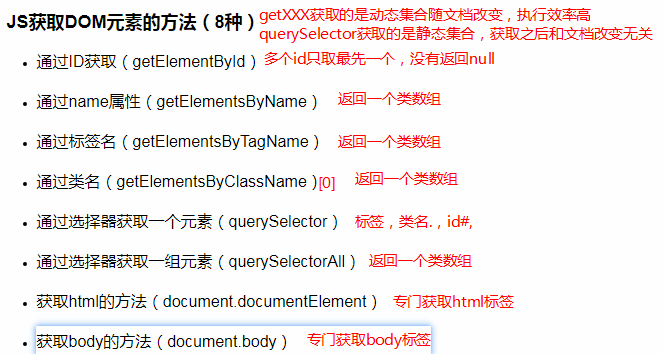 JS获取DOM元素的方法（8种） getXXX获取的是动态集合随文档改变，执行效率高
querySelector获取的是静态集合，获取之后和文档改变无关
通过ID获取（getElementById） 多个id只取最先一个，没有返回null
通过name属性（getElementsByName） 返回一个类数组
通过标签名（getElementsByTagName） 返回一个类数组
通过类名（getElementsByClassName）[0] 返回一个类数组
通过选择器获取一个元素（querySelector） 标签，类名.，id#,
通过选择器获取一组元素（querySelectorAll） 返回一个类数组
获取html的方法（document.documentElement） 专门获取html标签
获取body的方法（document.body） 专门获取body标签